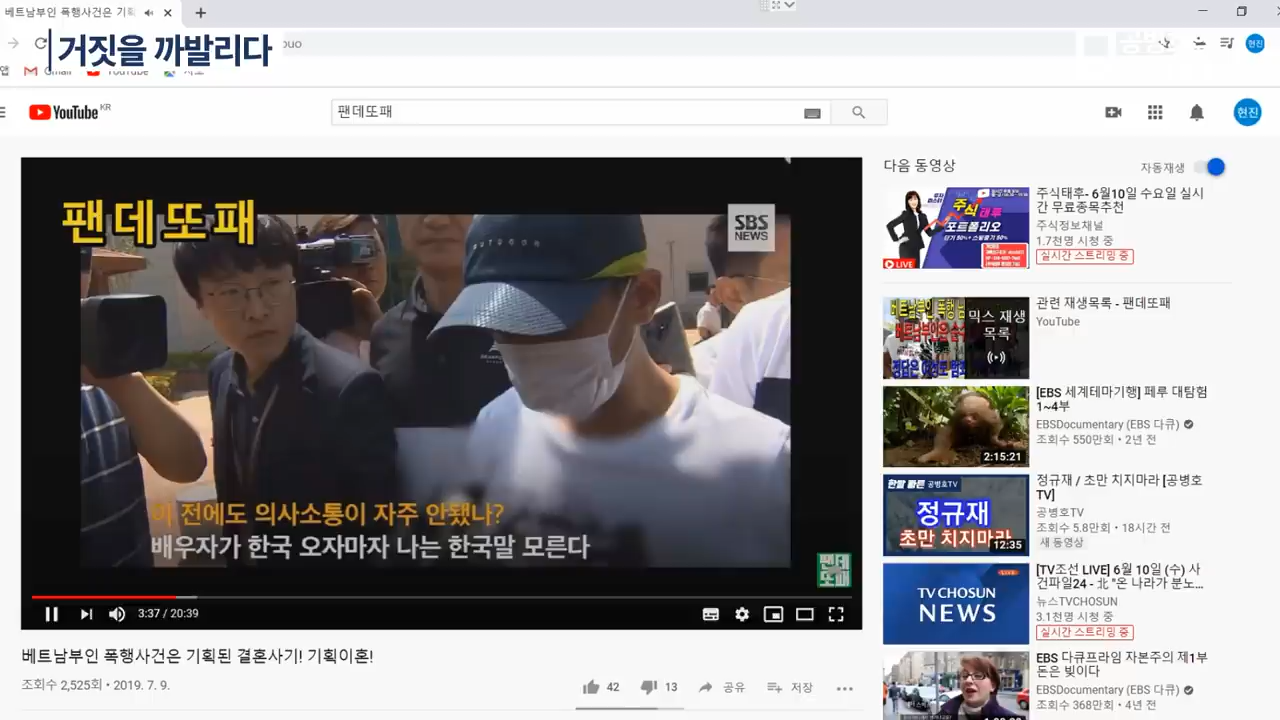 베트남부인 폭행사건은 기획
거짓을 까발리다
Gmail
YouTube
지도
YouTube KR
팬데또패
현진
현진
팬데또패
SBS
NEWS
이 전에도 의사소통이 자주 안됐나?
배우자가 한국 오자마자 나는 한국말 모른다
팬데
또패
3:37 / 20:39
베트남부인 폭행사건은 기획된 결혼사기! 기획이혼!
조회수 2,525회 • 2019. 7. 9.
42
13
공유
저장
다음 동영상
자동재생
주식태후
포트폴리오
LIVE
주식태후- 6월10일 수요일 실시
간 무료종목추천
주식정보채널
1.7천명 시청 중
실시간 스트리밍 중
믹스 재생
목록
관련 재생목록 - 팬데또패
YouTube
2:15:21
[EBS 세계테마기행] 페루 대탐험
1~4부
EBSDocumentary (EBS 다큐)
조회수 550만회 • 2년 전
한발 빠른 공병호TV
정규재
초만 치지마라
12:35
정규재 / 초만 치지마라 [공병호
TV]
공병호TV
조회수 5.8만회 • 18시간 전
새 동영상
TV CHOSUN
NEWS
[TV조선 LIVE] 6월 10일 (수) 사
건파일24 - 北 "온 나라가 분노...
뉴스TVCHOSUN
3.1천명 시청 중
실시간 스트리밍 중
EBS 다큐프라임 자본주의 제1부
돈은 빚이다
EBSDocumentary (EBS 다큐)
조회수 368만회 • 4년 전